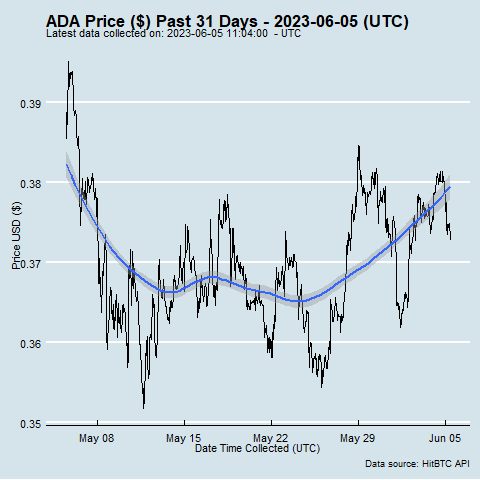 ADA Price ($) Past 31 Days - 2023-06-05 (UTC)
Latest data collected on: 2023-06-05 11:04:00 - UTC
0.39
0.38
0.37
0.36
0.35
Price USD ($)
May 08 May 15 May 22 May 29 Jun 05
Date Time Collected (UTC)
Data source: HitBTC API